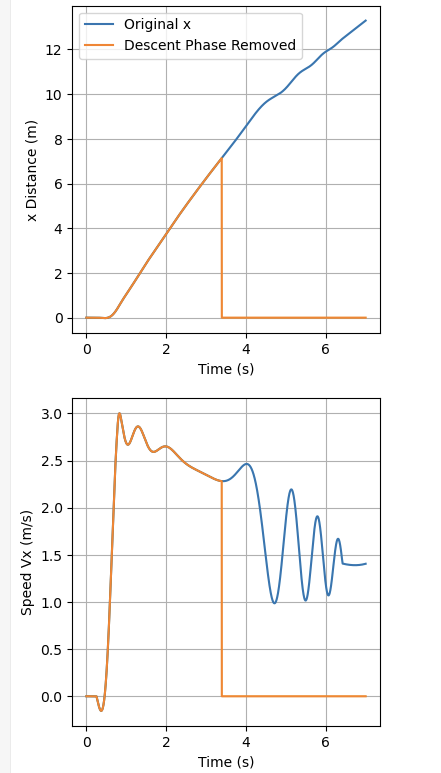 Original x
Descent Phase Removed
12
10
8
6
4
2
0
x Distance (m)
0 2 4 6
Time (s)
3.0
2.5
2.0
1.5
1.0
0.5
0.0
Speed Vx (m/s)
0 2 4 6
Time (s)